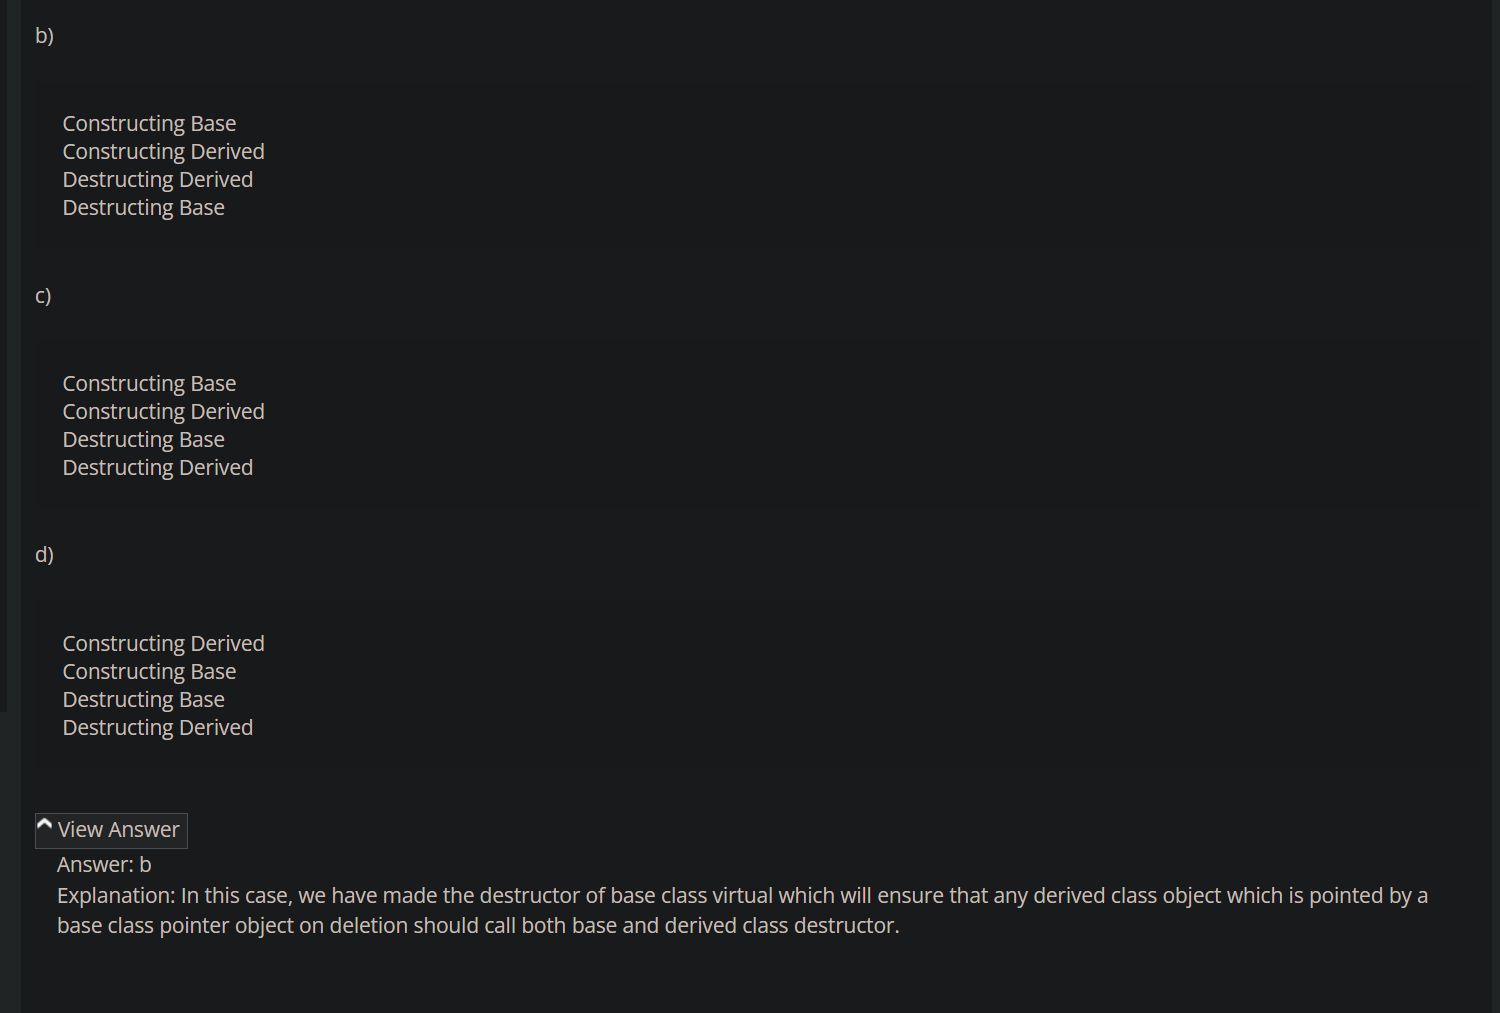 b)
Constructing Base
Constructing Derived
Destructing Derived
Destructing Base
c)
Constructing Base
Constructing Derived
Destructing Base
Destructing Derived
d)
Constructing Derived
Constructing Base
Destructing Base
Destructing Derived
View Answer
Answer: b
Explanation: In this case, we have made the destructor of base class virtual which will ensure that any derived class object which is pointed by a
base class pointer object on deletion should call both base and derived class destructor.